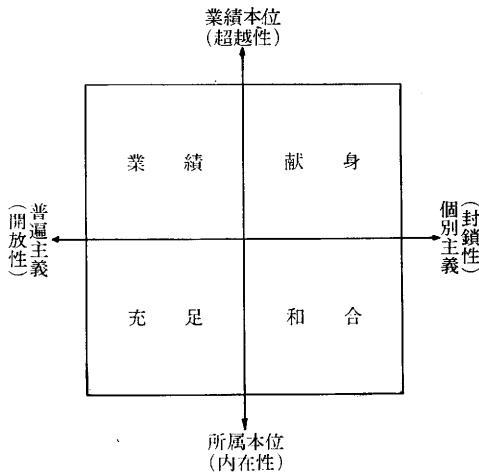 業績本位
(超越性)
業績
献身
普遍主義
(開放性)
(封鎖性)
個別主義
充足
和合
所属本位
(内在性)